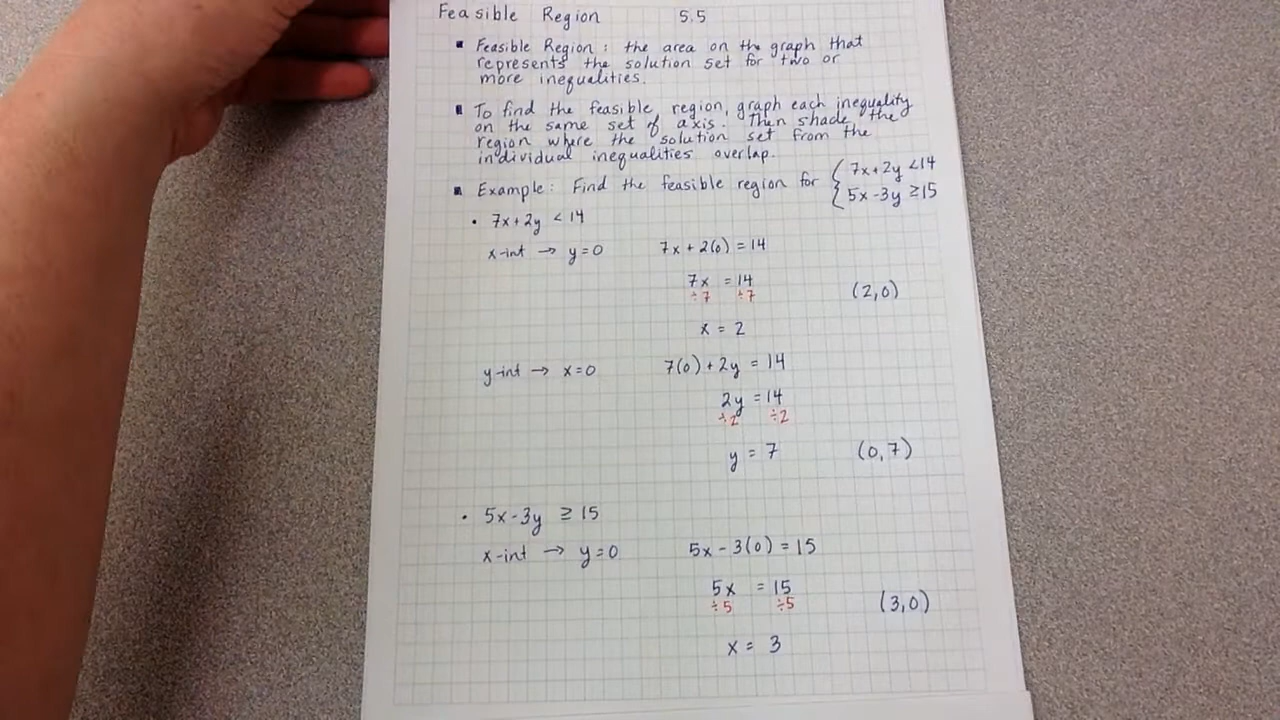 Feasible Region 5.5
▪ Feasible Region : the area on the graph that
represents the solution set for two or
more inequalities.
▪ To find the feasible region, graph each inequality
on the same set of axis. Then shade the
region where the solution set from the
individual inequalities overlap.
▪ Example: Find the feasible region for { 7x+2y <14
5x-3y ≥15
• 7x+2y < 14
x-int → y=0 7x + 2(0) = 14
7x = 14
÷7 ÷7 (2,0)
x = 2
y-int → x=0 7(0) + 2y = 14
2y = 14
÷2 ÷2
y = 7 (0,7)
• 5x-3y ≥ 15
x-int → y=0 5x - 3(0) = 15
5x = 15
÷5 ÷5 (3,0)
x = 3